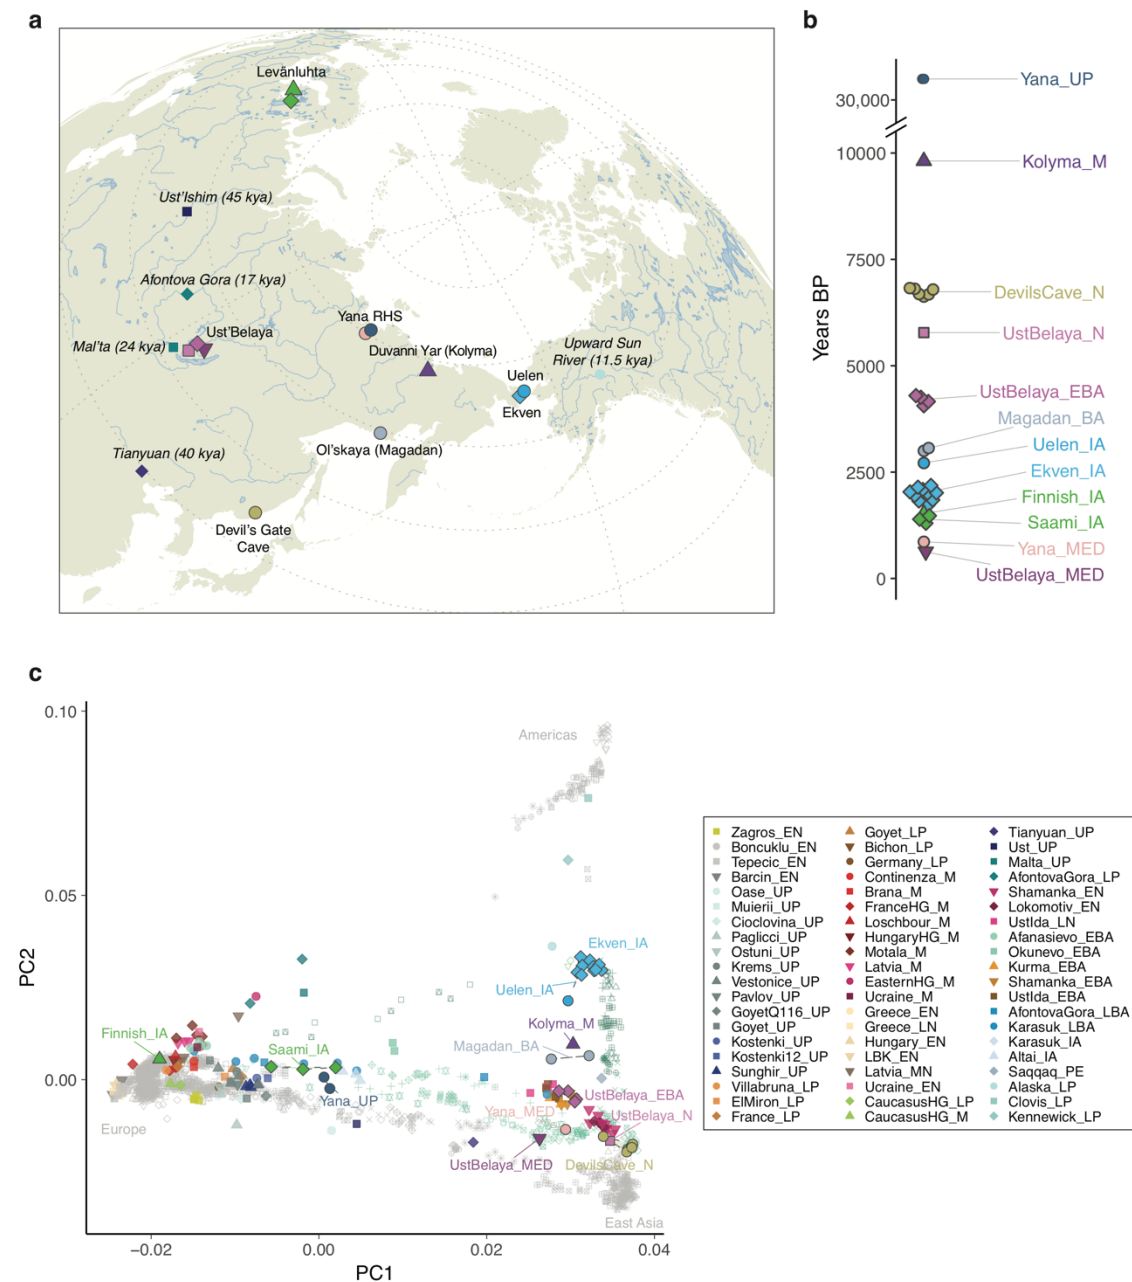 a
Levänluhta
Ust'Ishim (45 kya)
Afontova Gora (17 kya)
Yana RHS
Ust'Belaya
Mal'ta (24 kya)
Duvanni Yar (Kolyma)
Upward Sun
River (11.5 kya)
Uelen
Ekven
Ol'skaya (Magadan)
Tianyuan (40 kya)
Devil's Gate
Cave
b
Years BP
30,000
10000
7500
5000
2500
0
Yana_UP
Kolyma_M
DevilsCave_N
UstBelaya_N
UstBelaya_EBA
Magadan_BA
Uelen_IA
Ekven_IA
Finnish_IA
Saami_IA
Yana_MED
UstBelaya_MED
c
PC2
0.10
0.05
0.00
Americas
Ekven_IA
Uelen_IA
Kolyma_M
Finnish_IA
Saami_IA
Magadan_BA
Yana_UP
UstBelaya_EBA
Yana_MED
UstBelaya_N
Europe
UstBelaya_MED
DevilsCave_N
East Asia
−0.02
0.00
0.02
0.04
PC1
Zagros_EN
Boncuklu_EN
Tepecic_EN
Barcin_EN
Oase_UP
Muierii_UP
Cioclovina_UP
Paglicci_UP
Ostuni_UP
Krems_UP
Vestonice_UP
Pavlov_UP
GoyetQ116_UP
Goyet_UP
Kostenki_UP
Kostenki12_UP
Sunghir_UP
Villabruna_LP
ElMiron_LP
France_LP
Goyet_LP
Bichon_LP
Germany_LP
Continenza_M
Brana_M
FranceHG_M
Loschbour_M
HungaryHG_M
Motala_M
Latvia_M
EasternHG_M
Ucraine_M
Greece_EN
Greece_LN
Hungary_EN
LBK_EN
Latvia_MN
Ucraine_EN
CaucasusHG_LP
CaucasusHG_M
Tianyuan_UP
Ust_UP
Malta_UP
AfontovaGora_LP
Shamanka_EN
Lokomotiv_EN
UstIda_LN
Afanasievo_EBA
Okunevo_EBA
Kurma_EBA
Shamanka_EBA
UstIda_EBA
AfontovaGora_LBA
Karasuk_LBA
Karasuk_IA
Altai_IA
Saqqaq_PE
Alaska_LP
Clovis_LP
Kennewick_LP